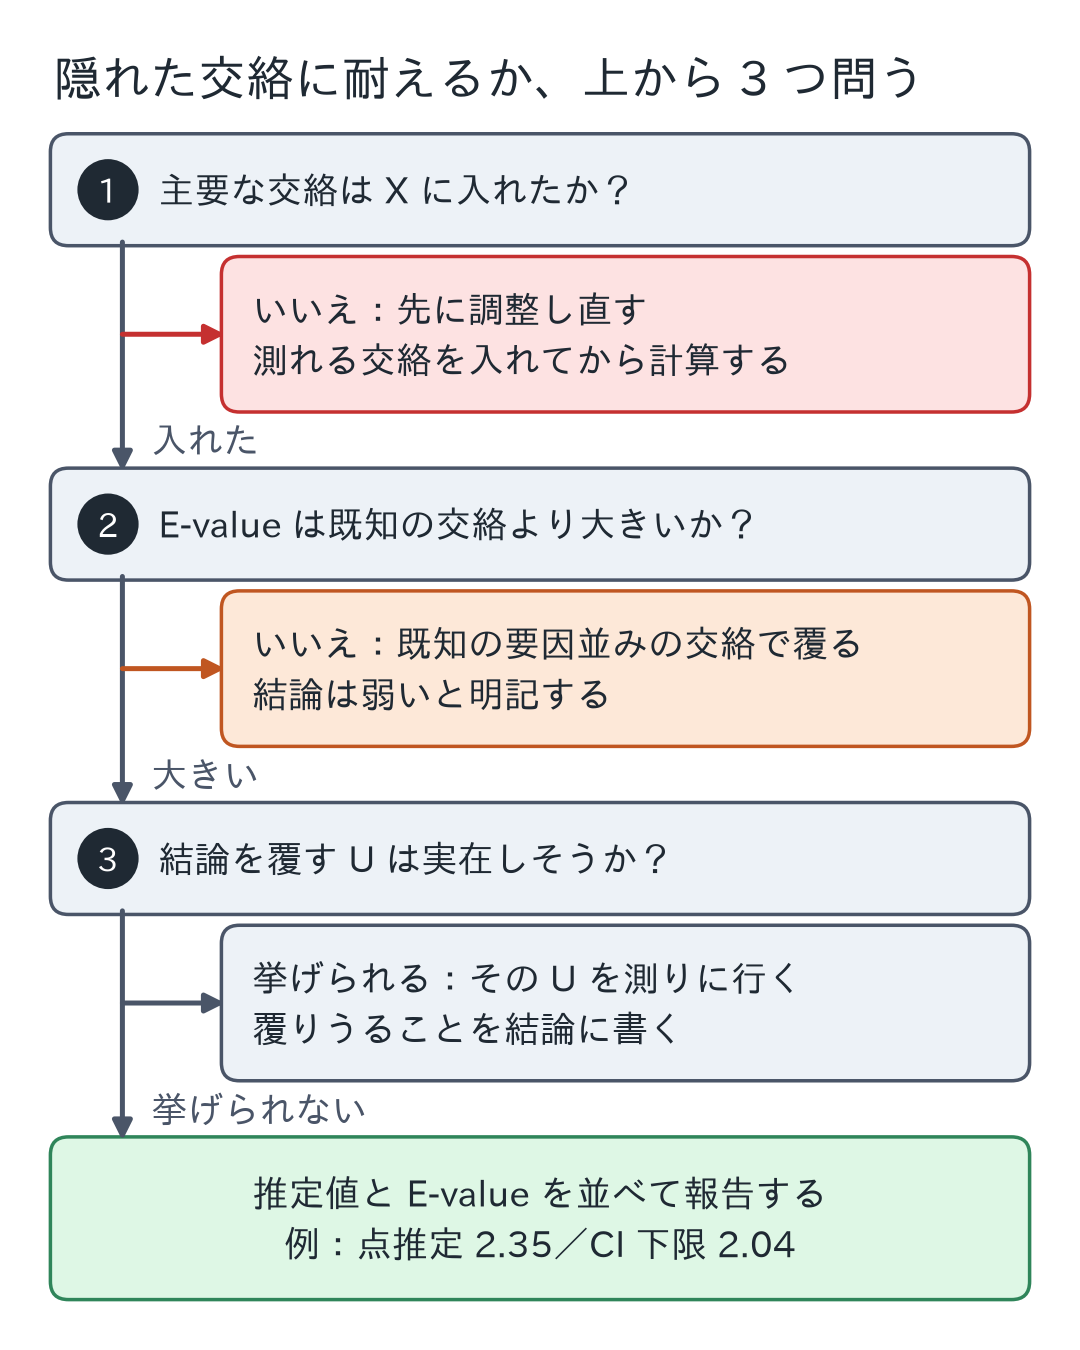 隠れた交絡に耐えるか、上から 3 つ問う
1 主要な交絡は X に入れたか？
いいえ：先に調整し直す
測れる交絡を入れてから計算する
入れた
2 E-value は既知の交絡より大きいか？
いいえ：既知の要因並みの交絡で覆る
結論は弱いと明記する
大きい
3 結論を覆す U は実在しそうか？
挙げられる：その U を測りに行く
覆りうることを結論に書く
挙げられない
推定値と E-value を並べて報告する
例：点推定 2.35／CI 下限 2.04